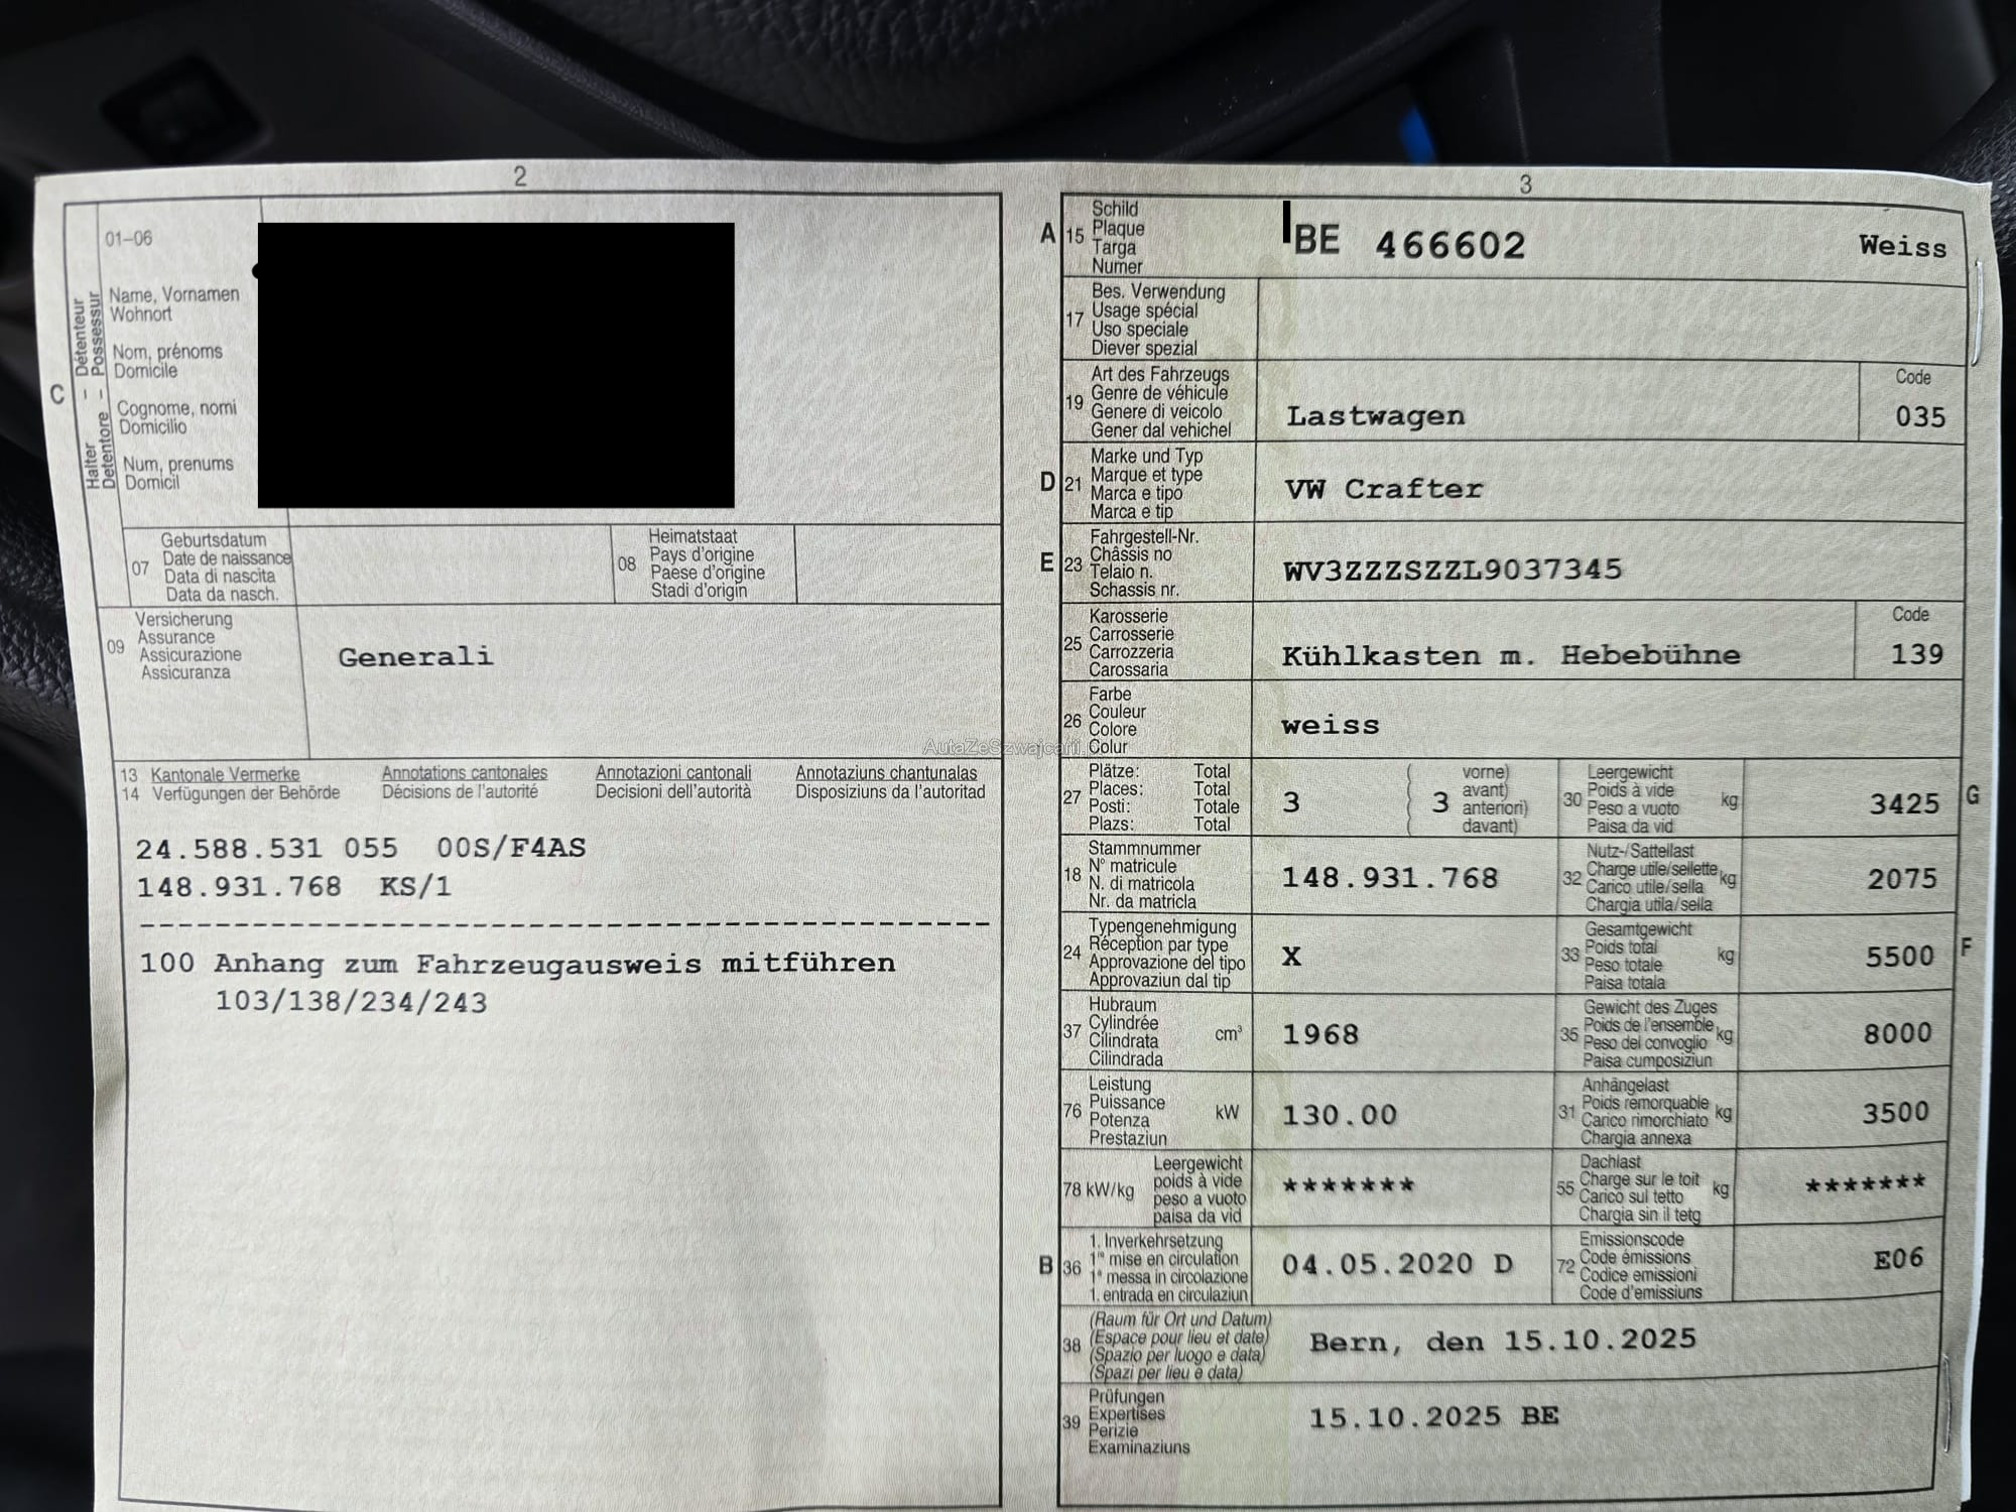 2
01-06
Name, Vornamen
Wohnort
Nom, prénoms
Domicile
Cognome, nomi
Domicilio
Num, prenums
Domicil
C
Halter – Détenteur
Detentore – Possessur
07
Geburtsdatum
Date de naissance
Data di nascita
Data da nasch.
08
Heimatstaat
Pays d'origine
Paese d'origine
Stadi d'origin
09
Versicherung
Assurance
Assicurazione
Assicuranza
Generali
13 Kantonale Vermerke Annotations cantonales Annotazioni cantonali Annotaziuns chantunalas
14 Verfügungen der Behörde Décisions de l'autorité Decisioni dell'autorità Disposiziuns da l'autoritad
24.588.531 055 00S/F4AS
148.931.768 KS/1
100 Anhang zum Fahrzeugausweis mitführen
103/138/234/243
AutaZeSzwajcarii
3
A 15
Schild
Plaque
Targa
Numer
BE 466602 Weiss
17
Bes. Verwendung
Usage spécial
Uso speciale
Diever spezial
19
Art des Fahrzeugs
Genre de véhicule
Genere di veicolo
Gener dal vehichel
Lastwagen
Code
035
D 21
Marke und Typ
Marque et type
Marca e tipo
Marca e tip
VW Crafter
E 23
Fahrgestell-Nr.
Châssis no
Telaio n.
Schassis nr.
WV3ZZZSZZL9037345
25
Karosserie
Carrosserie
Carrozzeria
Carossaria
Kühlkasten m. Hebebühne
Code
139
26
Farbe
Couleur
Colore
Colur
weiss
27
Plätze: Total
Places: Total
Posti: Totale
Plazs: Total
3
( 3 vorne)
avant)
anteriori)
davant)
30
Leergewicht
Poids à vide
Peso a vuoto
Paisa da vid
kg
3425
G
18
Stammnummer
N° matricule
N. di matricola
Nr. da matricla
148.931.768
32
Nutz-/Sattellast
Charge utile/sellette
Carico utile/sella
Chargia utila/sella
kg
2075
24
Typengenehmigung
Réception par type
Approvazione del tipo
Approvaziun dal tip
X
33
Gesamtgewicht
Poids total
Peso totale
Paisa totala
kg
5500
F
37
Hubraum
Cylindrée
Cilindrata
Cilindrada
cm³
1968
35
Gewicht des Zuges
Poids de l'ensemble
Peso del convoglio
Paisa cumposiziun
kg
8000
76
Leistung
Puissance
Potenza
Prestaziun
kW
130.00
31
Anhängelast
Poids remorquable
Carico rimorchiato
Chargia annexa
kg
3500
78 kW/kg
Leergewicht
poids à vide
peso a vuoto
paisa da vid
*******
55
Dachlast
Charge sur le toit
Carico sul tetto
Chargia sin il tetg
kg
*******
B 36
1. Inverkehrsetzung
1re mise en circulation
1a messa in circolazione
1. entrada en circulaziun
04.05.2020 D
72
Emissionscode
Code émissions
Codice emissioni
Code d'emissiuns
E06
38
(Raum für Ort und Datum)
(Espace pour lieu et date)
(Spazio per luogo e data)
(Spazi per lieu e data)
Bern, den 15.10.2025
39
Prüfungen
Expertises
Perizie
Examinaziuns
15.10.2025 BE